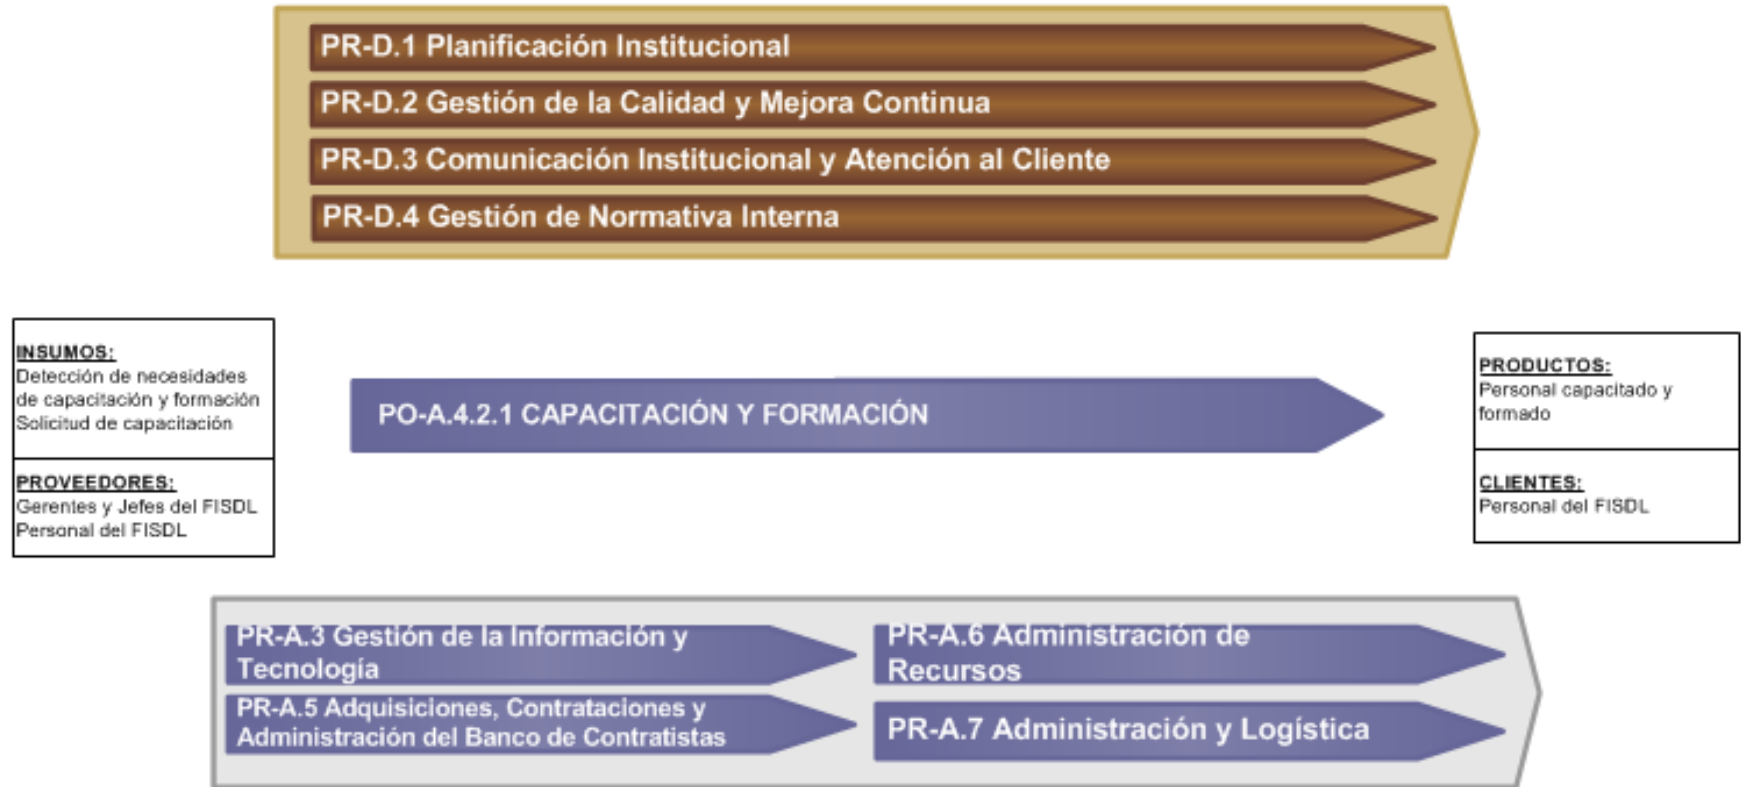 PR-D.1 Planificación Institucional
PR-D.2 Gestión de la Calidad y Mejora Continua
PR-D.3 Comunicación Institucional y Atención al Cliente
PR-D.4 Gestión de Normativa Interna
INSUMOS:
Detección de necesidades
de capacitación y formación
Solicitud de capacitación
PROVEEDORES:
Gerentes y Jefes del FISDL
Personal del FISDL
PO-A.4.2.1 CAPACITACIÓN Y FORMACIÓN
PRODUCTOS:
Personal capacitado y
formado
CLIENTES:
Personal del FISDL
PR-A.3 Gestión de la Información y
Tecnología
PR-A.5 Adquisiciones, Contrataciones y
Administración del Banco de Contratistas
PR-A.6 Administración de
Recursos
PR-A.7 Administración y Logística